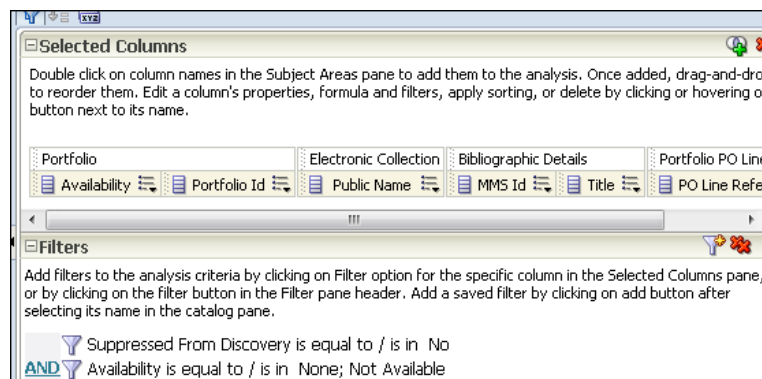 xyz
Selected Columns
Double click on column names in the Subject Areas pane to add them to the analysis. Once added, drag-and-dro
to reorder them. Edit a column's properties, formula and filters, apply sorting, or delete by clicking or hovering o
button next to its name.
Portfolio Electronic Collection Bibliographic Details Portfolio PO Line
Availability Portfolio Id Public Name MMS Id Title PO Line Refe
Filters
Add filters to the analysis criteria by clicking on Filter option for the specific column in the Selected Columns pane,
or by clicking on the filter button in the Filter pane header. Add a saved filter by clicking on add button after
selecting its name in the catalog pane.
Suppressed From Discovery is equal to / is in No
AND Availability is equal to / is in None; Not Available